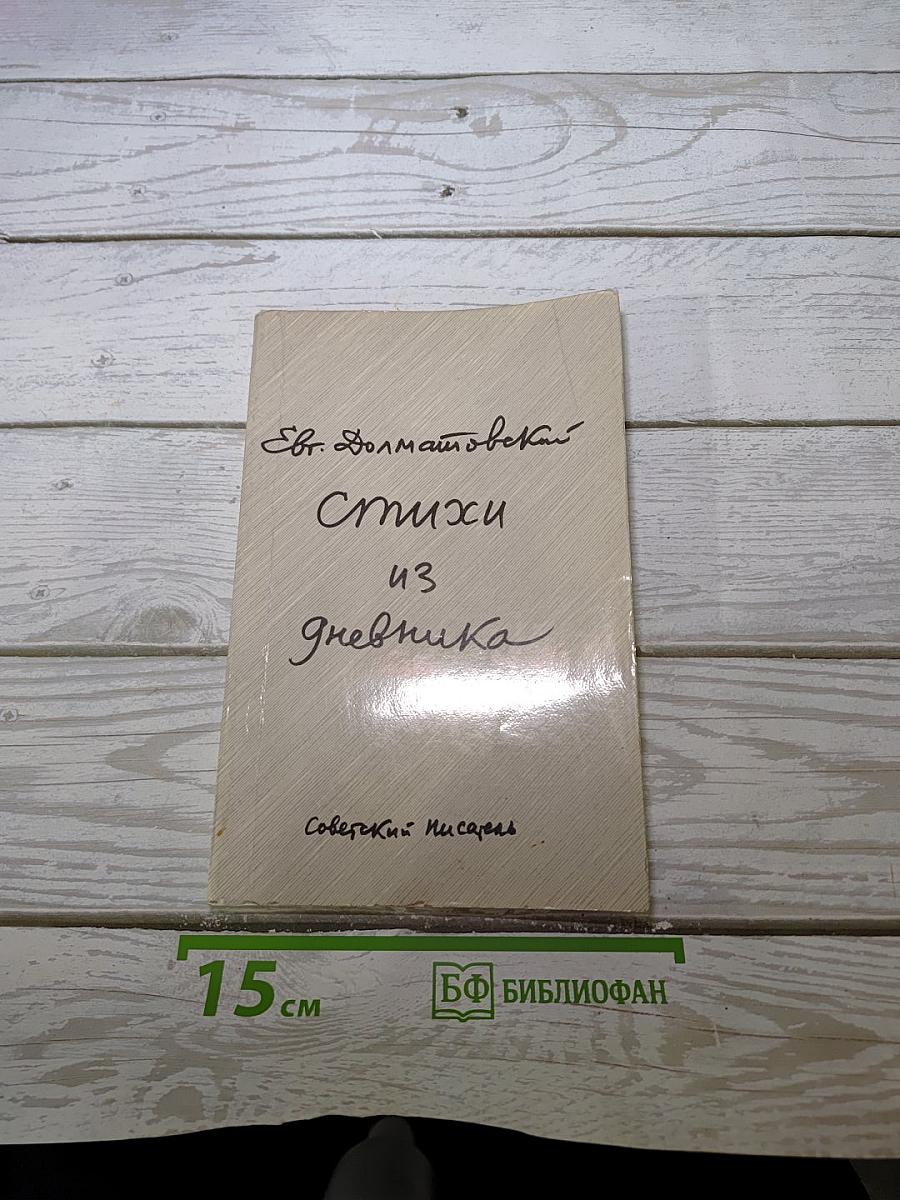 Евг. Долматовский
Стихи
из
дневника
Советский писатель
15 см
БФ БИБЛИОФАН